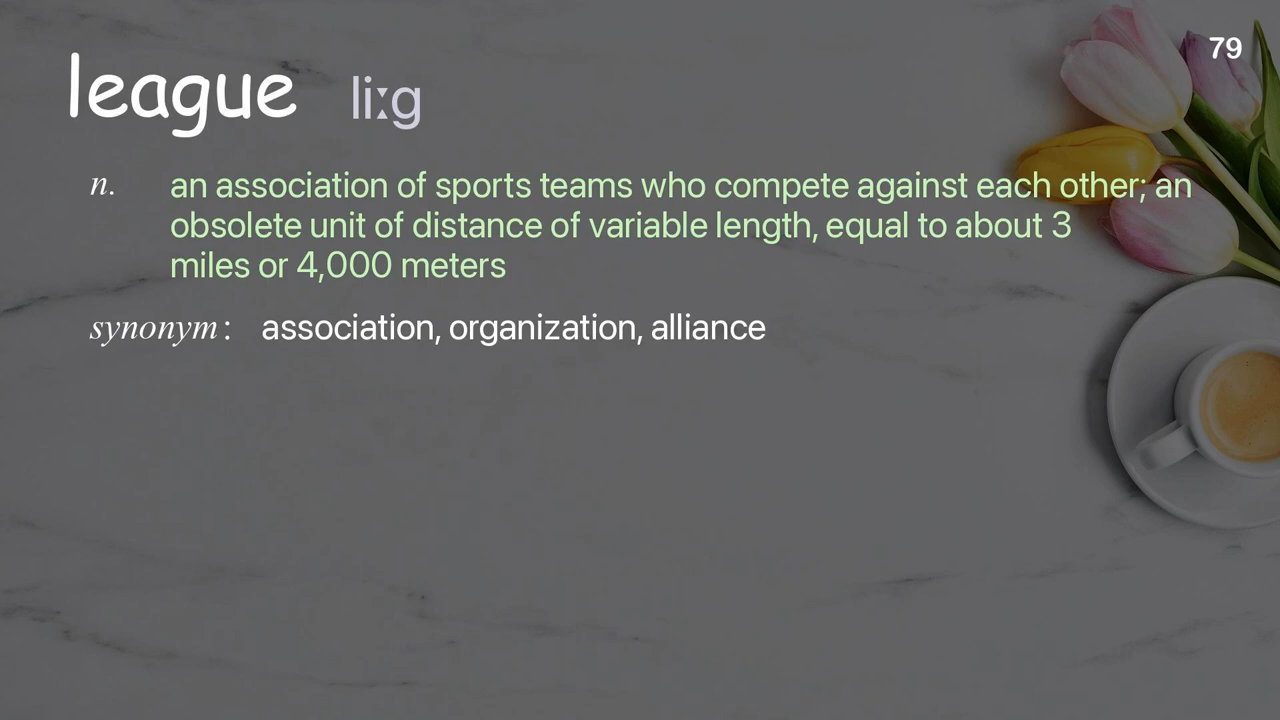 79
league liːg
n. an association of sports teams who compete against each other; an
obsolete unit of distance of variable length, equal to about 3
miles or 4,000 meters
synonym: association, organization, alliance